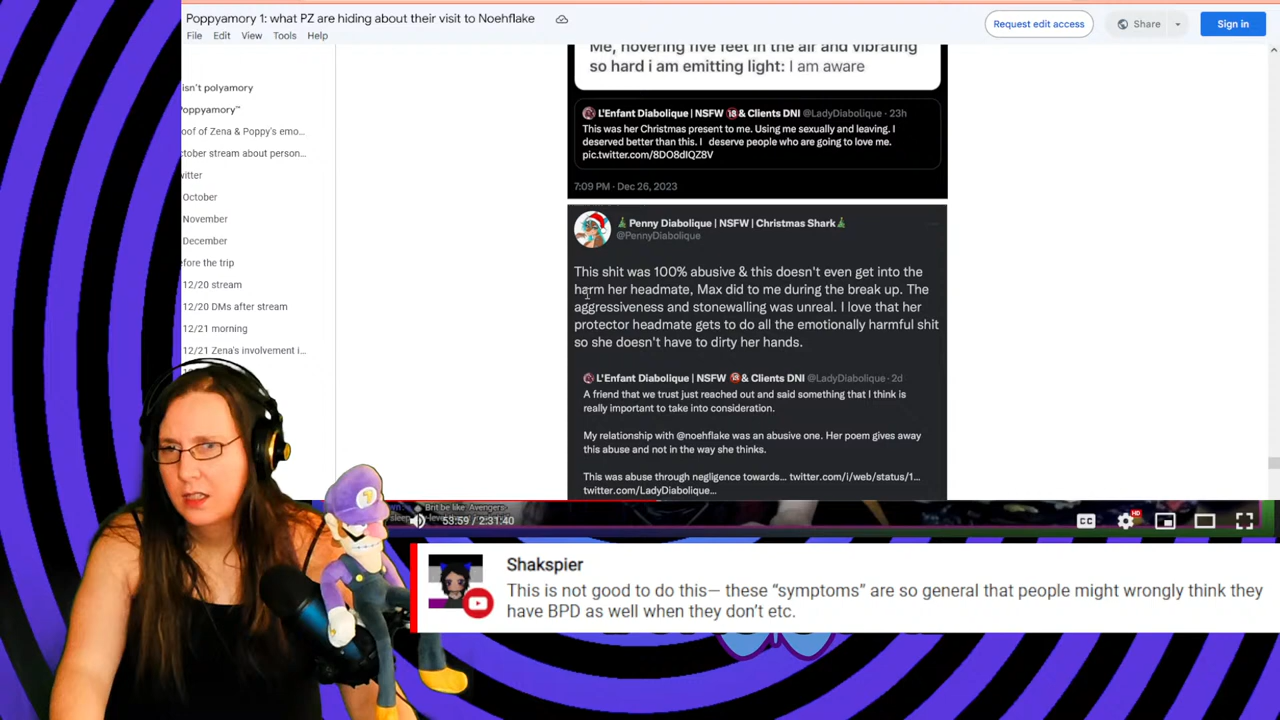 Poppyamory 1: what PZ are hiding about their visit to Noehflake
File Edit View Tools Help
Request edit access
Share
Sign in
isn't polyamory
oppyamory™
oof of Zena & Poppy's emo...
ctober stream about person...
witter
October
November
December
efore the trip
12/20 stream
12/20 DMs after stream
12/21 morning
12/21 Zena's involvement i...
Me, hovering five feet in the air and vibrating
so hard i am emitting light: I am aware
L'Enfant Diabolique | NSFW 🔞& Clients DNI @LadyDiabolique · 23h
This was her Christmas present to me. Using me sexually and leaving. I
deserved better than this. I deserve people who are going to love me.
pic.twitter.com/8DO8dIQZ8V
7:09 PM · Dec 26, 2023
Penny Diabolique | NSFW | Christmas Shark
@PennyDiabolique
This shit was 100% abusive & this doesn't even get into the
harm her headmate, Max did to me during the break up. The
aggressiveness and stonewalling was unreal. I love that her
protector headmate gets to do all the emotionally harmful shit
so she doesn't have to dirty her hands.
L'Enfant Diabolique | NSFW 🔞& Clients DNI @LadyDiabolique · 2d
A friend that we trust just reached out and said something that I think is
really important to take into consideration.
My relationship with @noehflake was an abusive one. Her poem gives away
this abuse and not in the way she thinks.
This was abuse through negligence towards... twitter.com/i/web/status/1...
twitter.com/LadyDiabolique...
Bnt be like, Avengers
53:59 / 2:31:40
CC
HD
Shakspier
This is not good to do this— these “symptoms” are so general that people might wrongly think they
have BPD as well when they don’t etc.